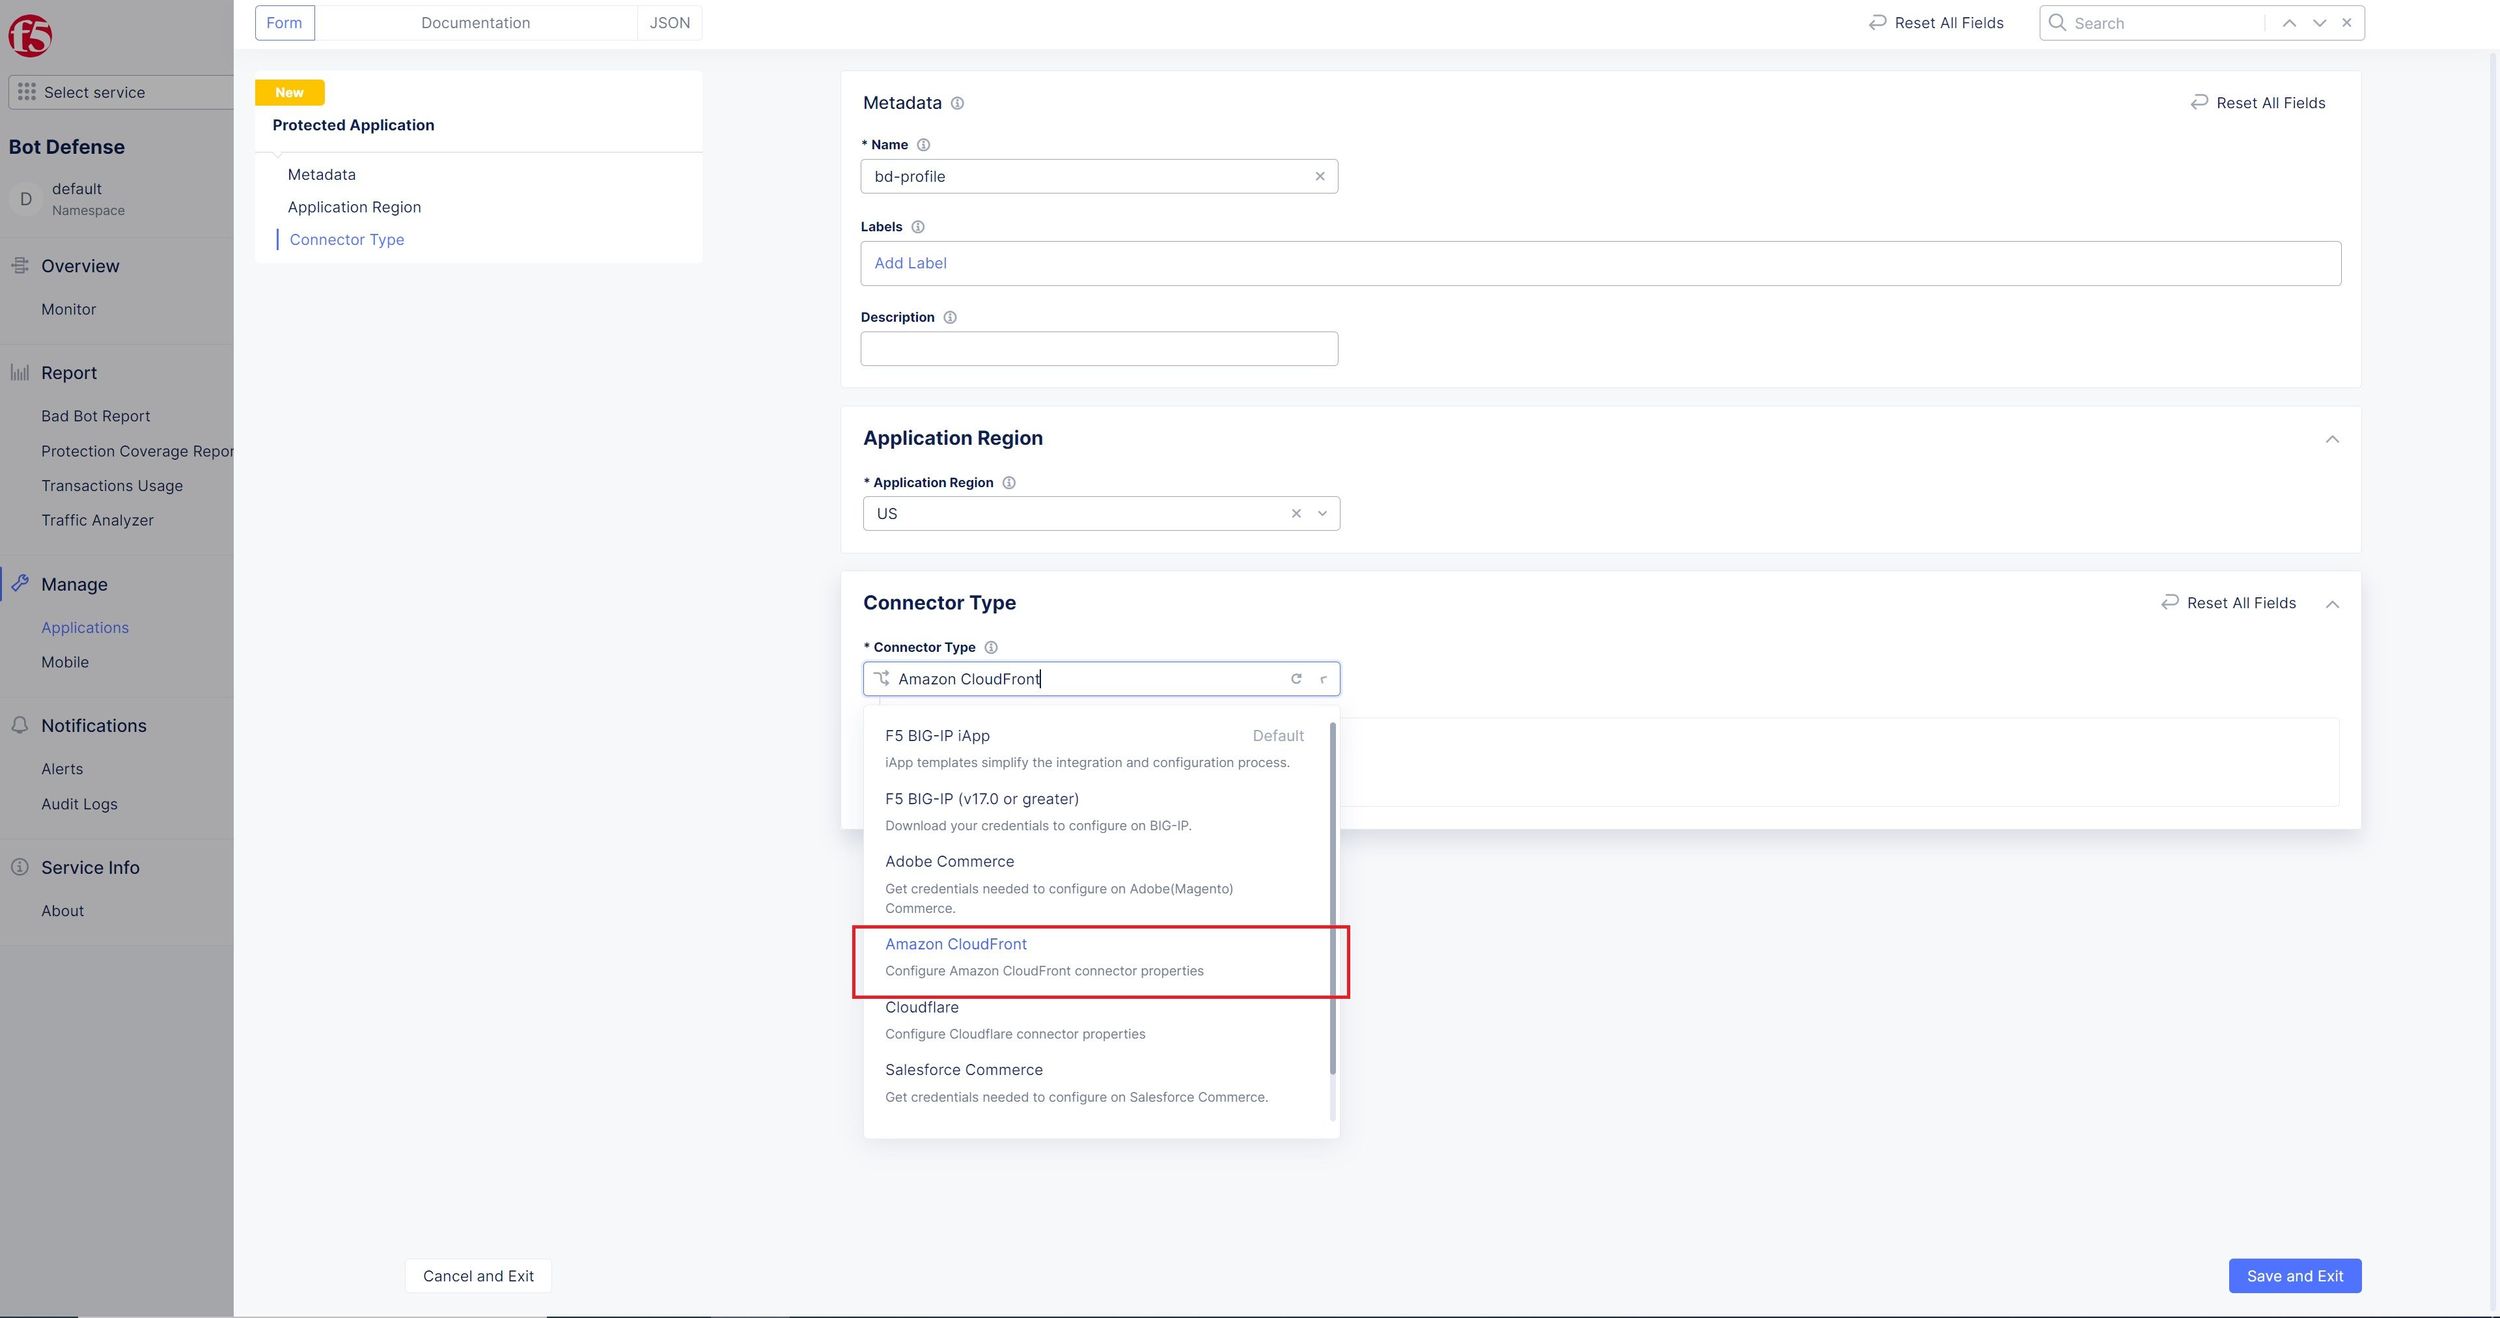 f5
Select service
Bot Defense
D
default
Namespace
Overview
Monitor
Report
Bad Bot Report
Protection Coverage Repor
Transactions Usage
Traffic Analyzer
Manage
Applications
Mobile
Notifications
Alerts
Audit Logs
Service Info
About
Form
Documentation
JSON
Reset All Fields
Search
New
Protected Application
Metadata
Application Region
Connector Type
Metadata
Reset All Fields
* Name
bd-profile
Labels
Add Label
Description
Application Region
* Application Region
US
Connector Type
Reset All Fields
* Connector Type
Amazon CloudFront
F5 BIG-IP iApp
Default
iApp templates simplify the integration and configuration process.
F5 BIG-IP (v17.0 or greater)
Download your credentials to configure on BIG-IP.
Adobe Commerce
Get credentials needed to configure on Adobe(Magento)
Commerce.
Amazon CloudFront
Configure Amazon CloudFront connector properties
Cloudflare
Configure Cloudflare connector properties
Salesforce Commerce
Get credentials needed to configure on Salesforce Commerce.
Cancel and Exit
Save and Exit